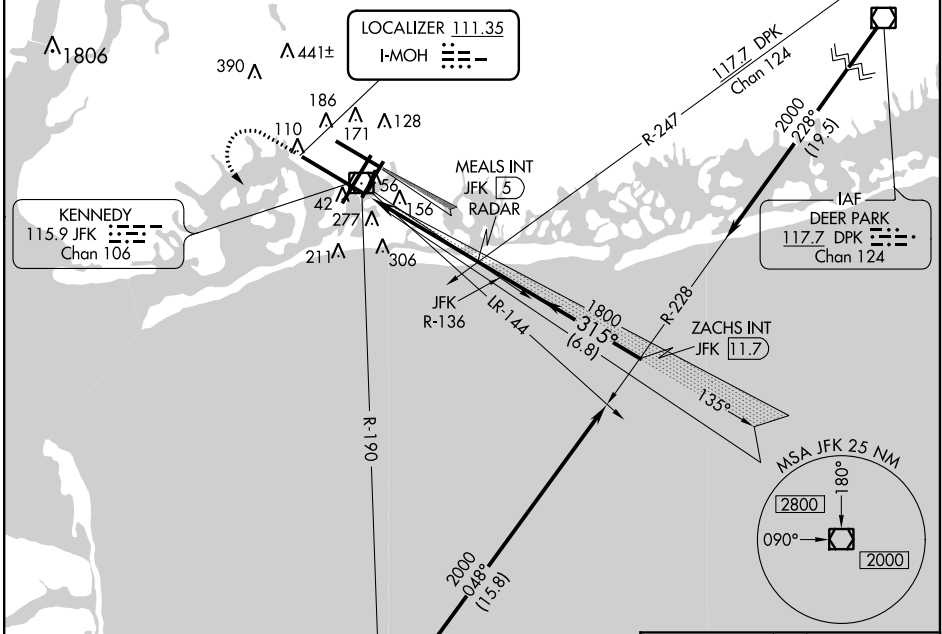 1806
441±
390
LOCALIZER 111.35
I-MOH
117.7 DPK
Chan 124
R-247
2000
228°
(19.5)
186
171
128
110
MEALS INT
JFK 5
RADAR
KENNEDY
115.9 JFK
Chan 106
56
42
156
277
211
306
IAF
DEER PARK
117.7 DPK
Chan 124
JFK
R-136
LR-144
1800
315°
(6.8)
R-228
ZACHS INT
JFK 11.7
135°
R-190
MSA JFK 25 NM
180°
2800
090°
2000
2000
048°
(15.8)